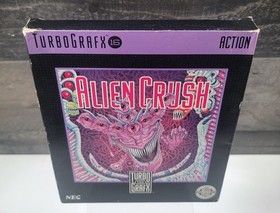 TURBOGRAFX 16 ACTION
ALIEN CRUSH
TURBO
GRAFX
NEC